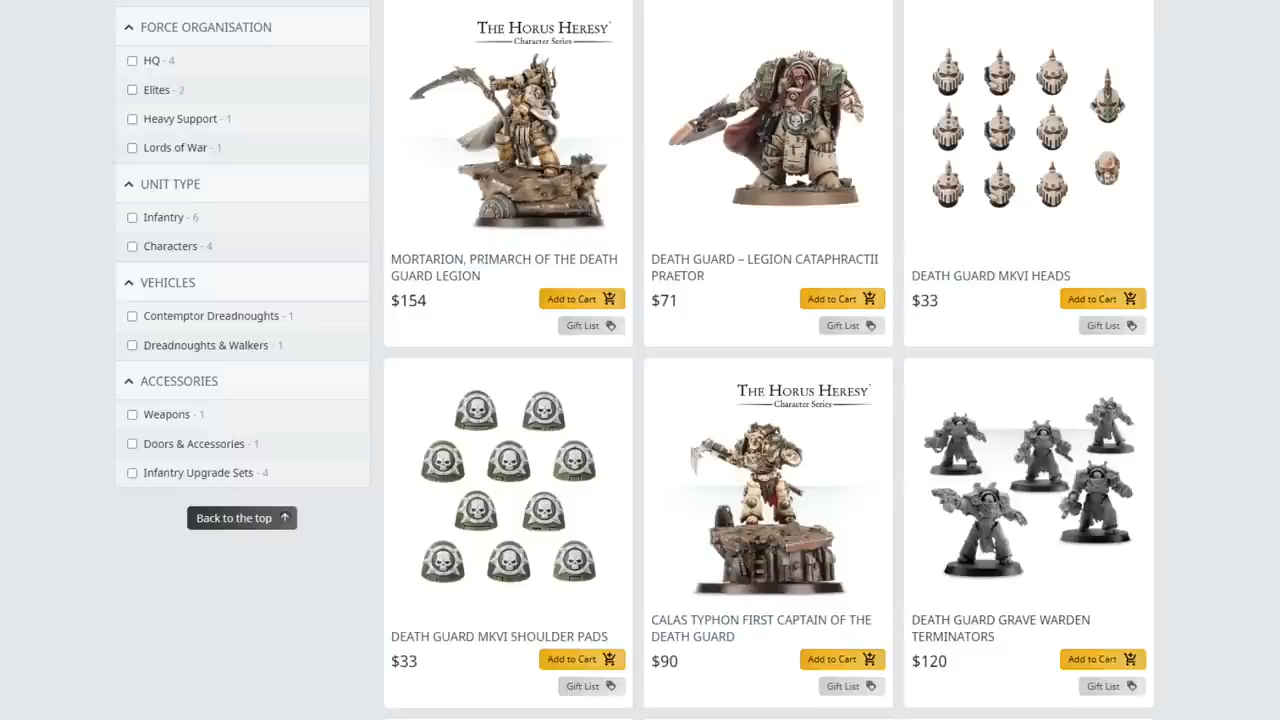 FORCE ORGANISATION
HQ - 4
Elites - 2
Heavy Support - 1
Lords of War - 1
UNIT TYPE
Infantry - 6
Characters - 4
VEHICLES
Contemptor Dreadnoughts - 1
Dreadnoughts & Walkers - 1
ACCESSORIES
Weapons - 1
Doors & Accessories - 1
Infantry Upgrade Sets - 4
Back to the top
THE HORUS HERESY
Character Series
MORTARION, PRIMARCH OF THE DEATH
GUARD LEGION
$154
Add to Cart
Gift List
DEATH GUARD – LEGION CATAPHRACTII
PRAETOR
$71
Add to Cart
Gift List
DEATH GUARD MKVI HEADS
$33
Add to Cart
Gift List
DEATH GUARD MKVI SHOULDER PADS
$33
Add to Cart
Gift List
THE HORUS HERESY
Character Series
CALAS TYPHON FIRST CAPTAIN OF THE
DEATH GUARD
$90
Add to Cart
Gift List
DEATH GUARD GRAVE WARDEN
TERMINATORS
$120
Add to Cart
Gift List